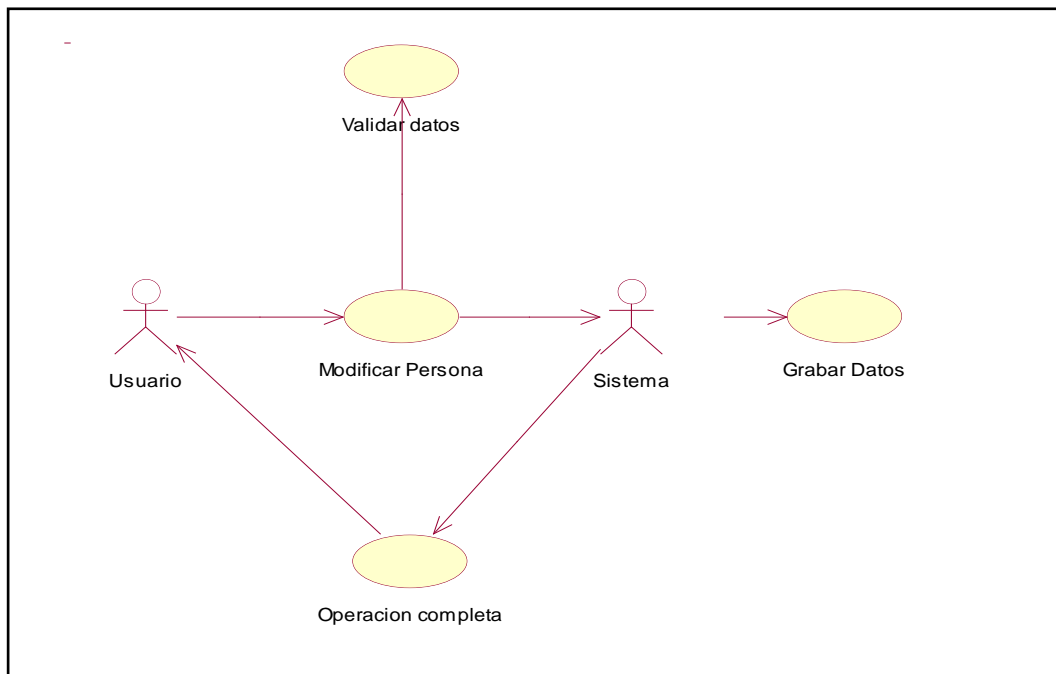 Validar datos
Usuario
Modificar Persona
Sistema
Grabar Datos
Operacion completa